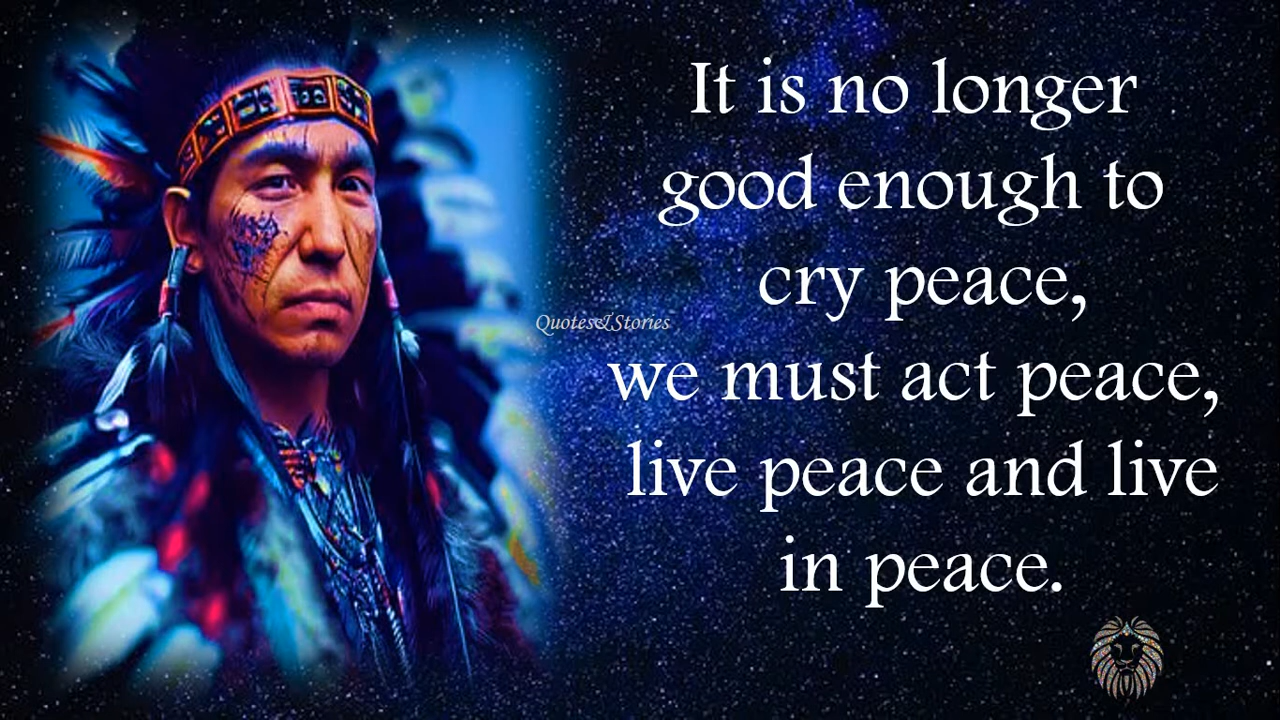 It is no longer
good enough to
cry peace,
Quotes&Stories
we must act peace,
live peace and live
in peace.